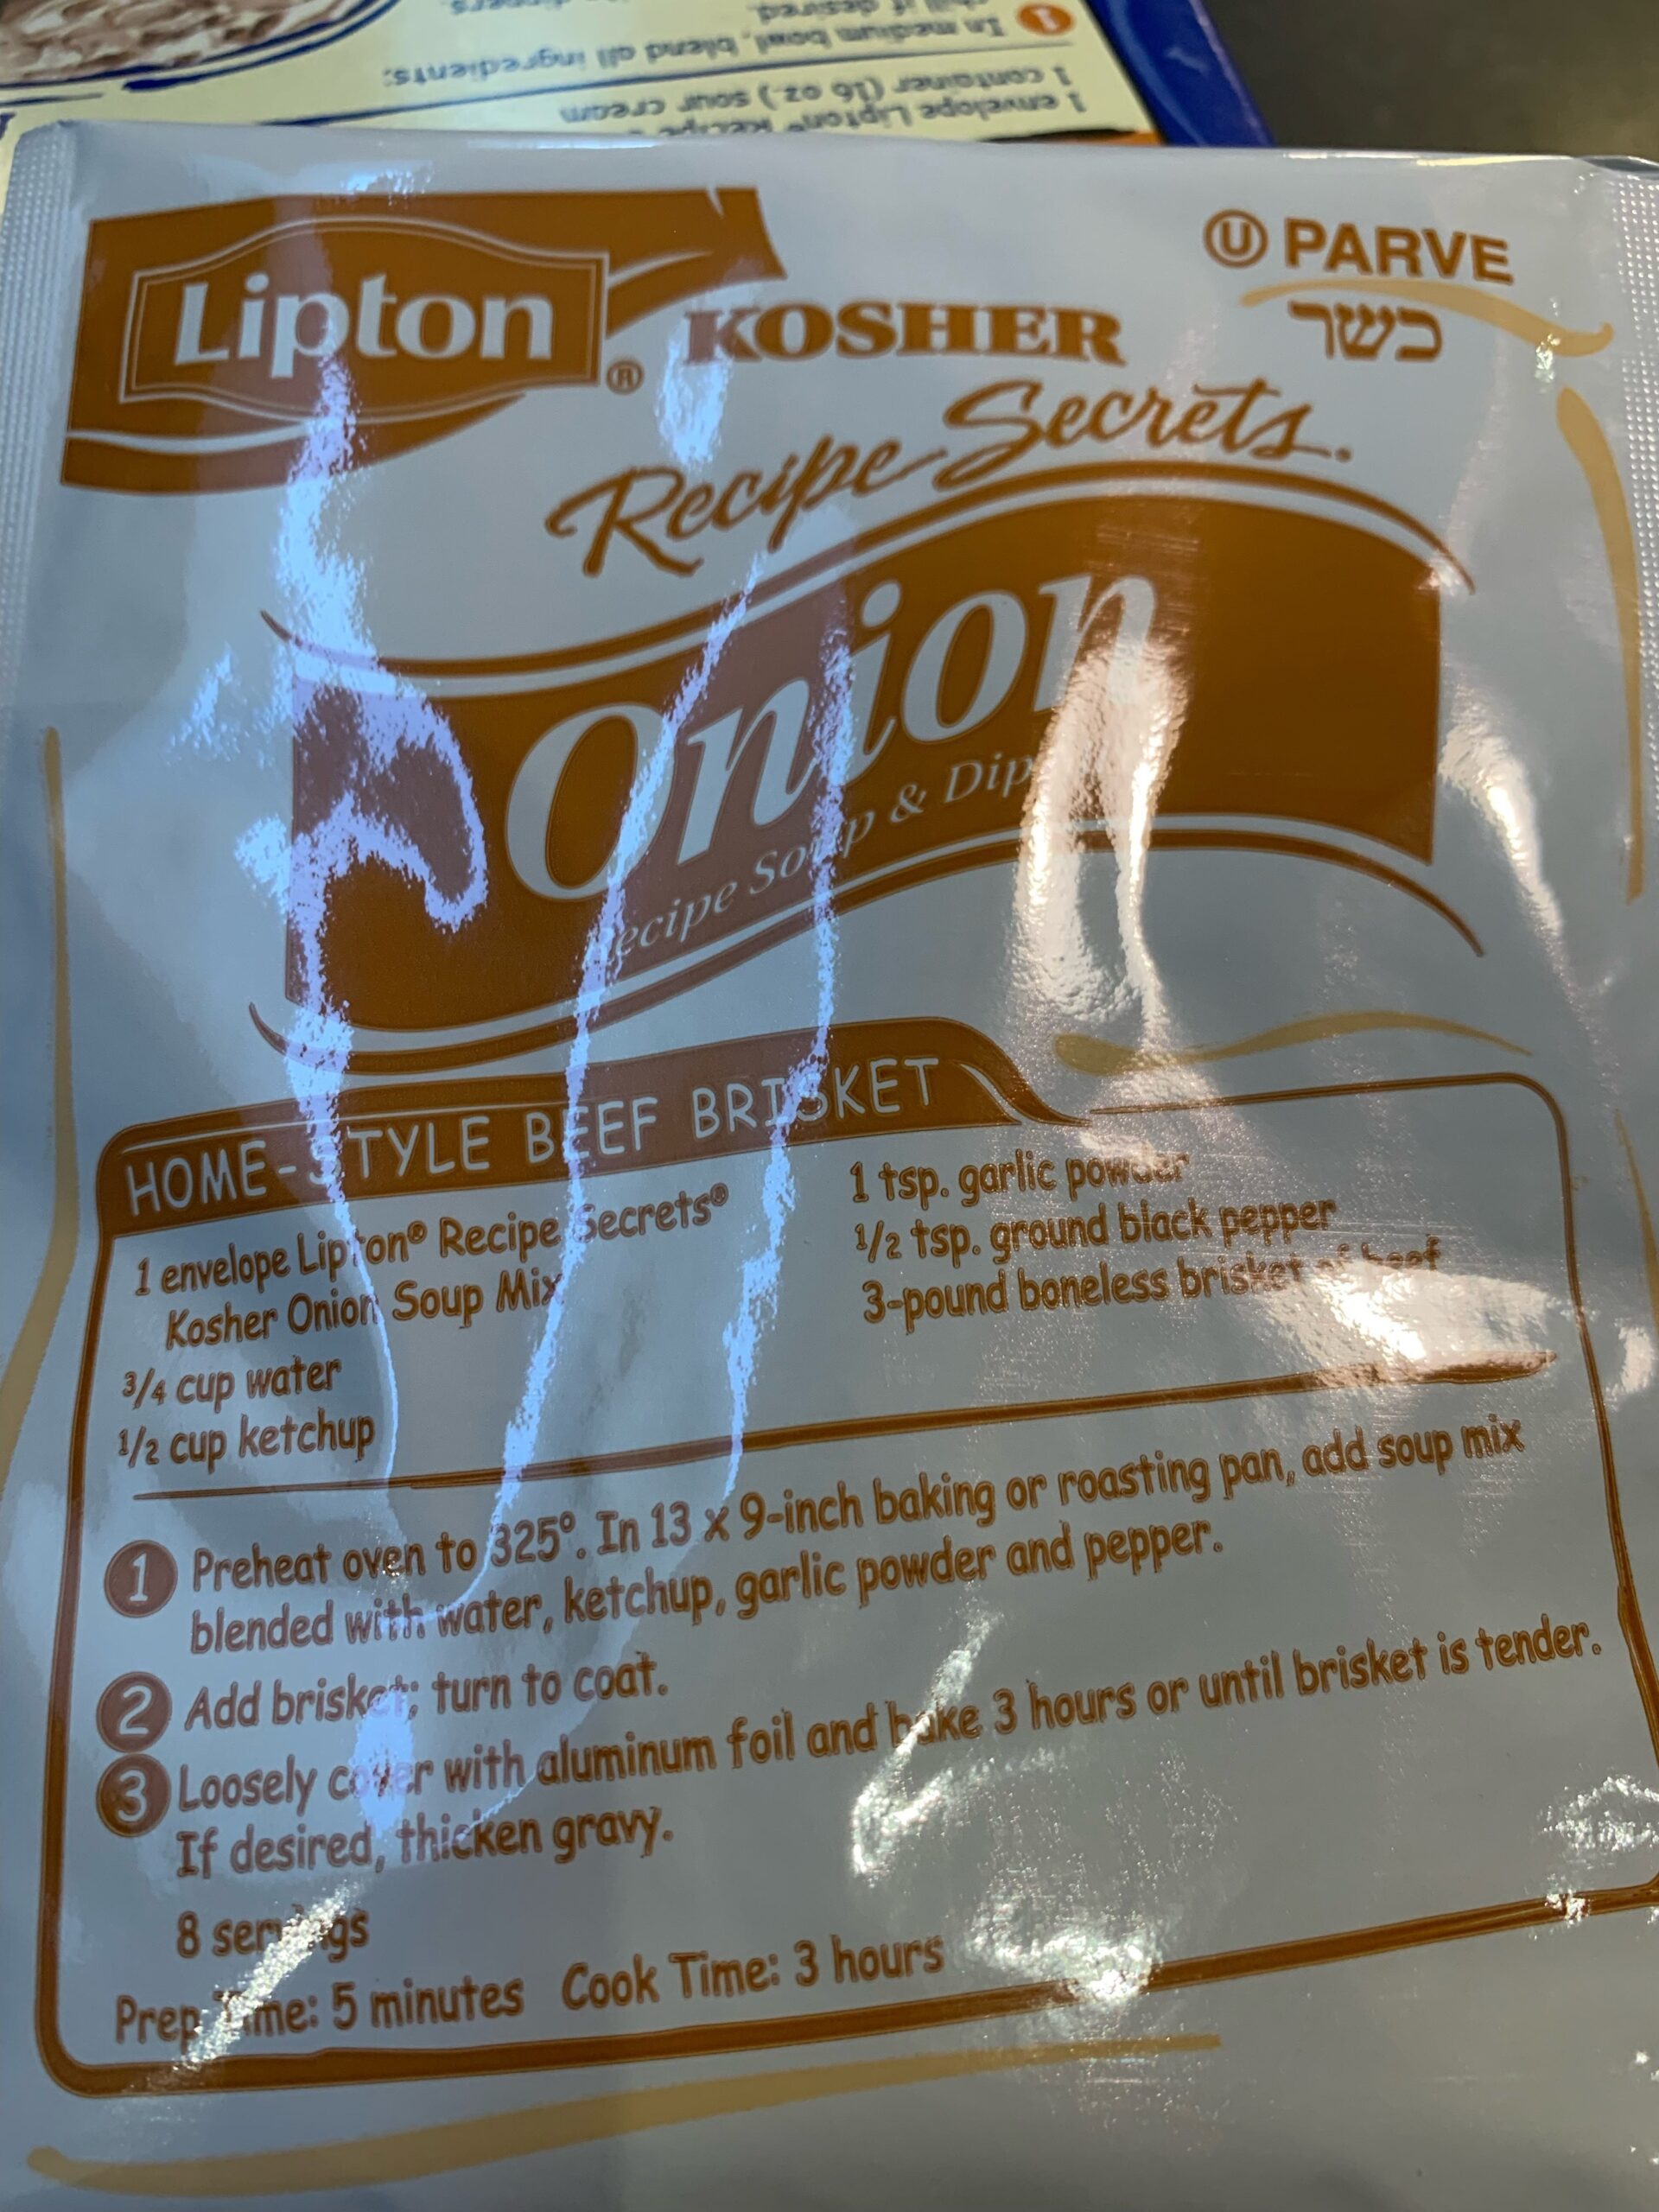 chill if desired.
1 In medium bowl, blend all ingredients;
1 container (16 oz.) sour cream
1 envelope Lipton® Recipe
Lipton®
KOSHER
Ⓤ PARVE
כשר
Recipe Secrets.
Onion
Recipe Soup & Dip
HOME-STYLE BEEF BRISKET
1 envelope Lipton® Recipe Secrets®
Kosher Onion Soup Mix
3/4 cup water
1/2 cup ketchup
1 tsp. garlic powder
1/2 tsp. ground black pepper
3-pound boneless brisket of beef
1 Preheat oven to 325°. In 13 x 9-inch baking or roasting pan, add soup mix
blended with water, ketchup, garlic powder and pepper.
2 Add brisket; turn to coat.
3 Loosely cover with aluminum foil and bake 3 hours or until brisket is tender.
If desired, thicken gravy.
8 servings
Prep Time: 5 minutes Cook Time: 3 hours